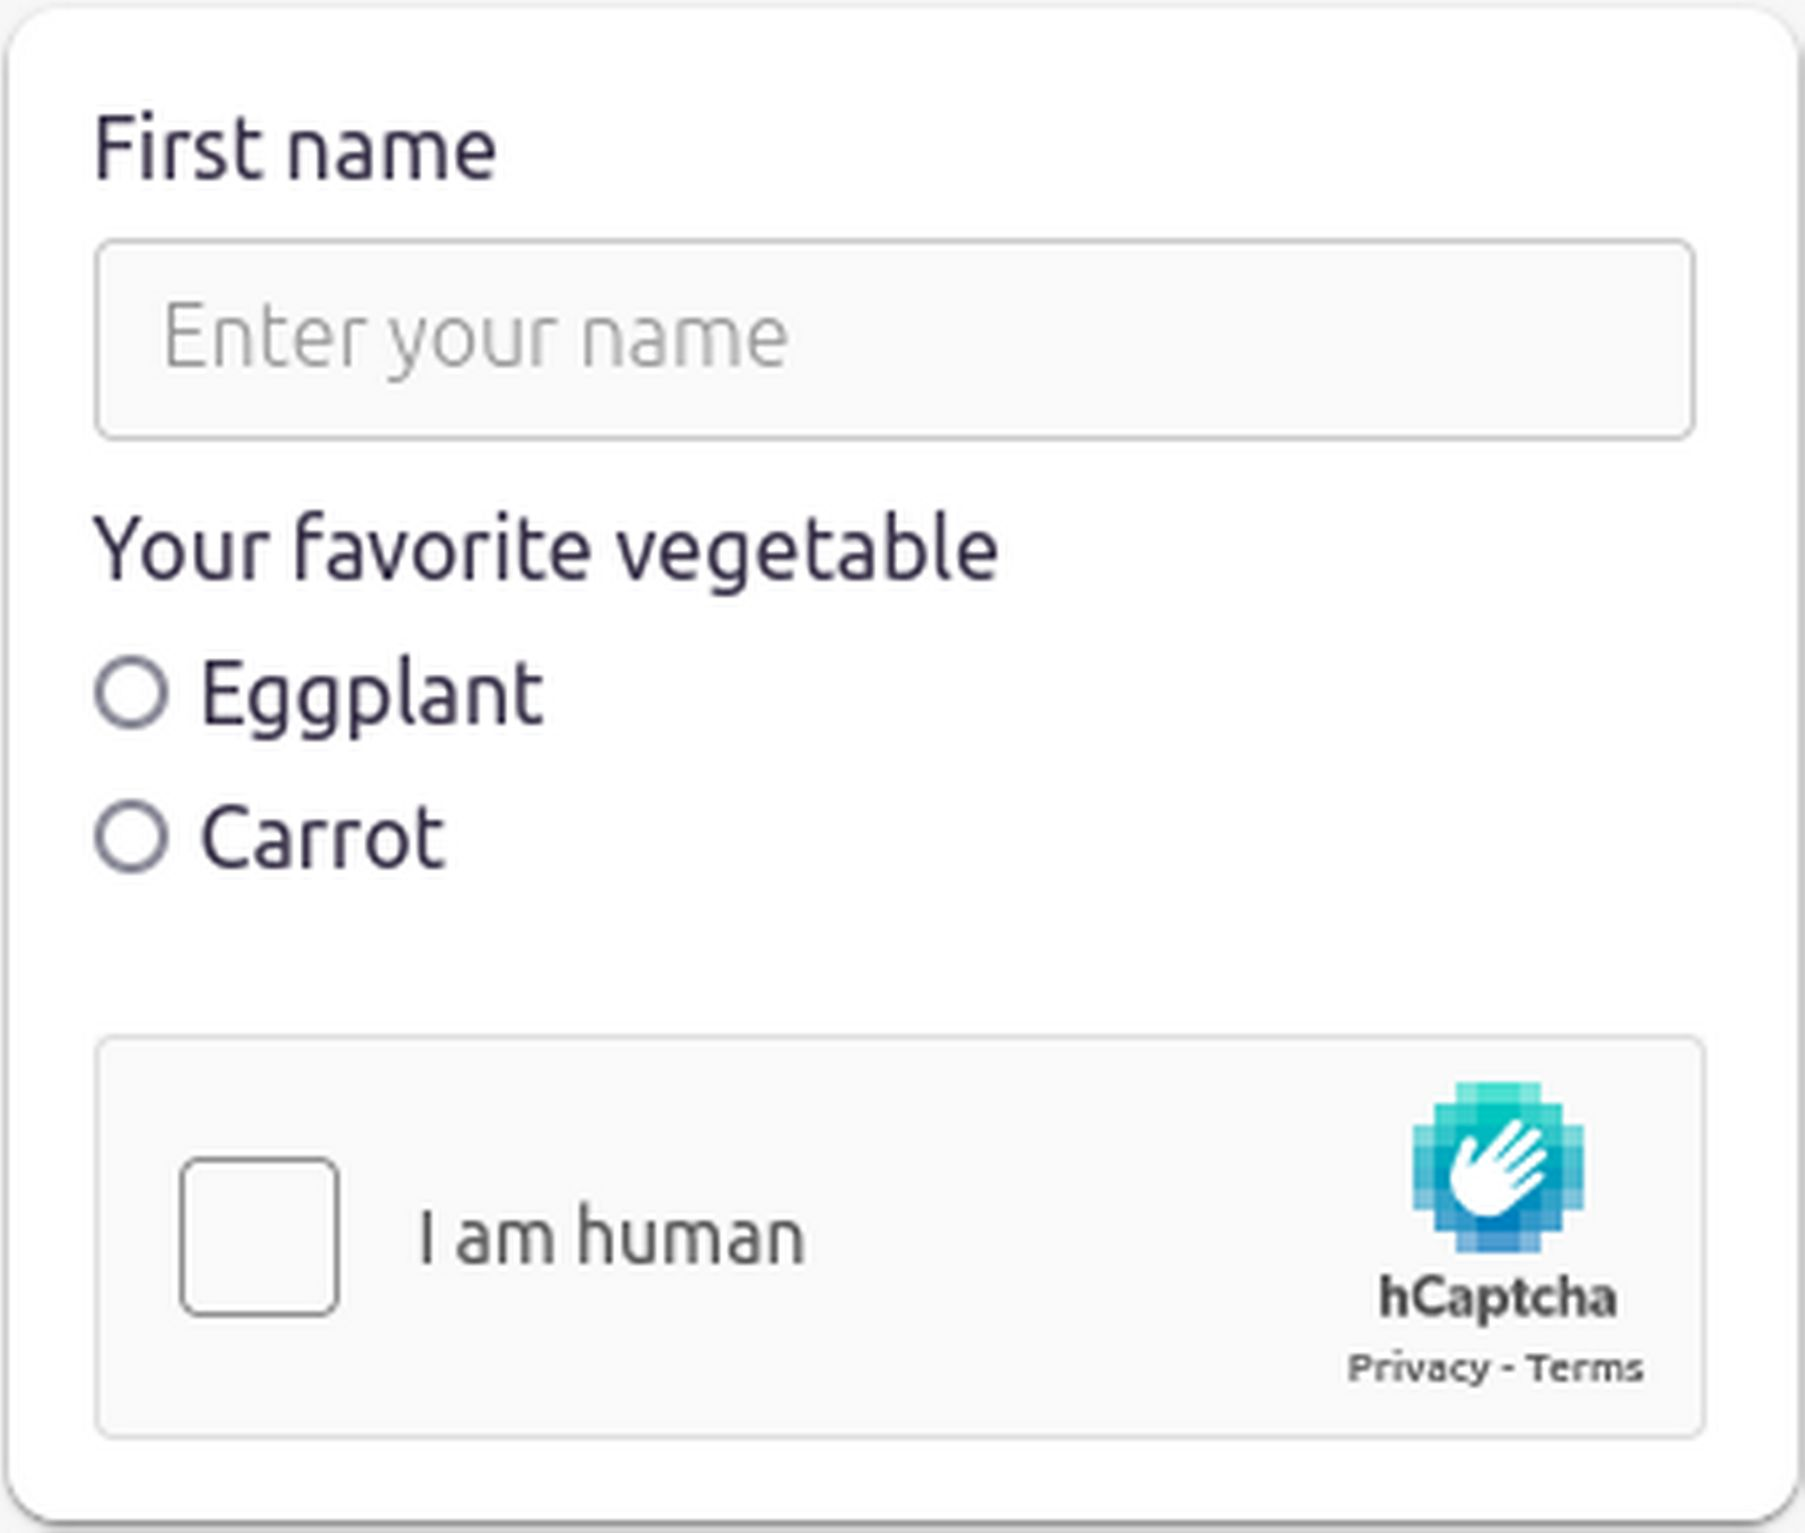 First name
Enter your name
Your favorite vegetable
Eggplant
Carrot
I am human
hCaptcha
Privacy - Terms